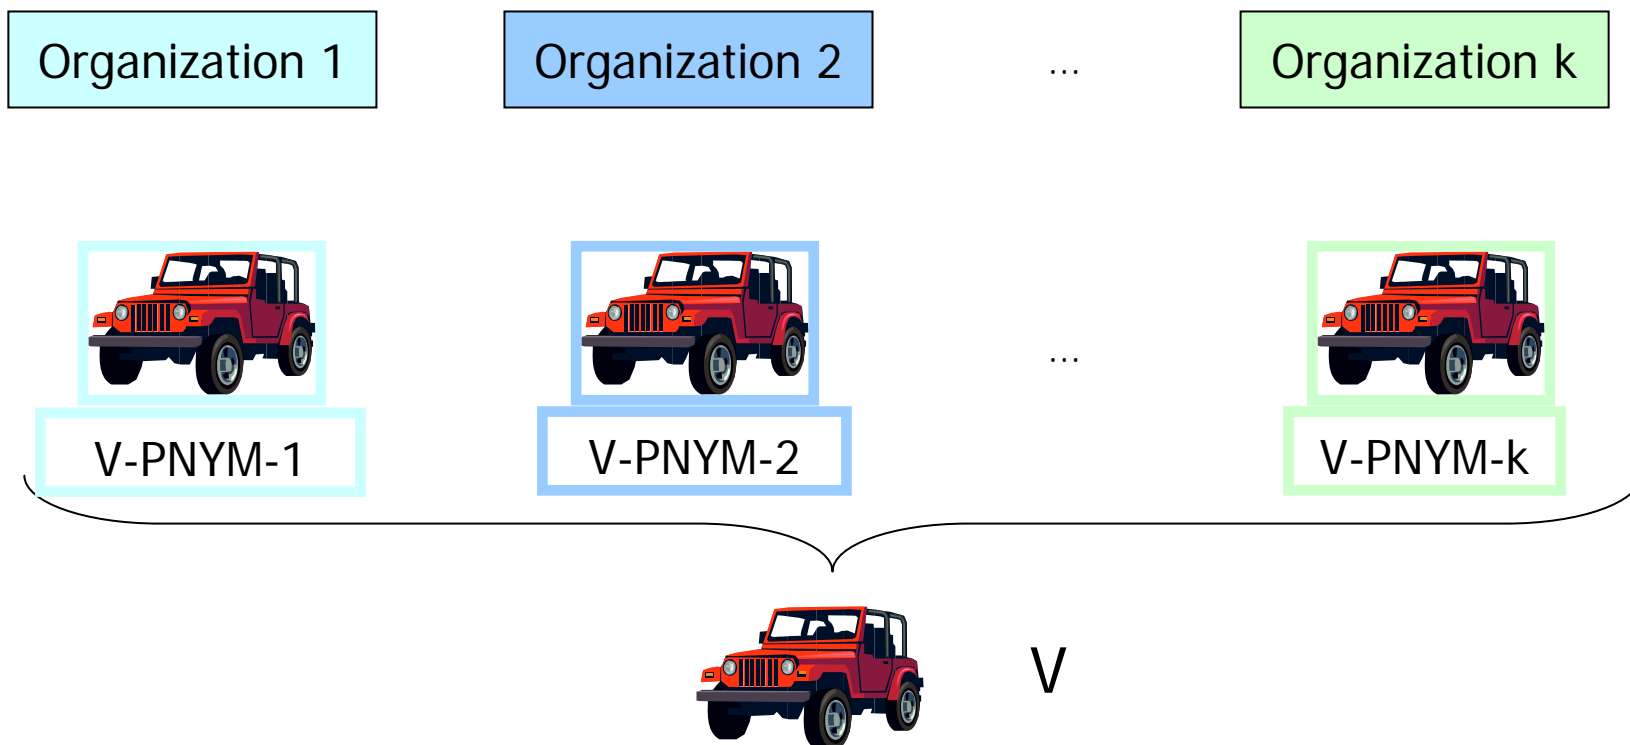 Organization 1
Organization 2
...
Organization k
...
V-PNYM-1
V-PNYM-2
V-PNYM-k
V